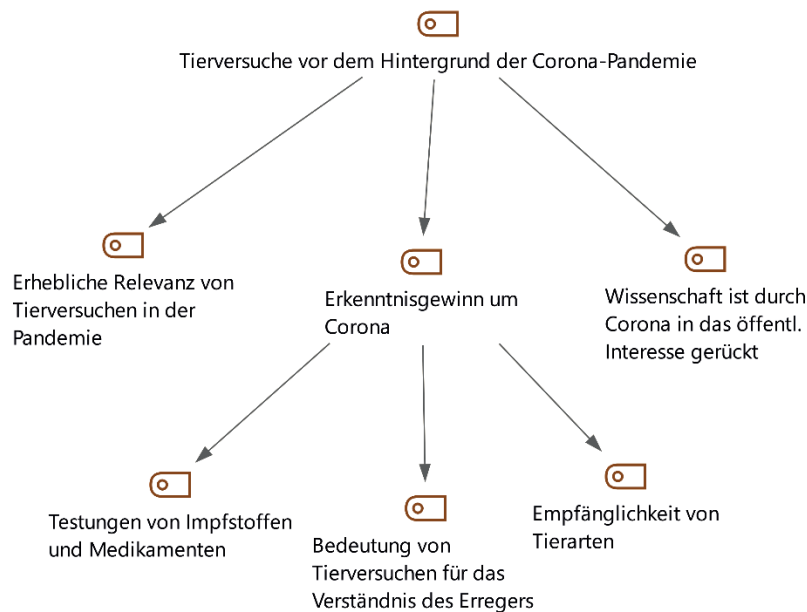 Tierversuche vor dem Hintergrund der Corona-Pandemie
Erhebliche Relevanz von
Tierversuchen in der
Pandemie
Erkenntnisgewinn um
Corona
Wissenschaft ist durch
Corona in das öffentl.
Interesse gerückt
Testungen von Impfstoffen
und Medikamenten
Bedeutung von
Tierversuchen für das
Verständnis des Erregers
Empfänglichkeit von
Tierarten